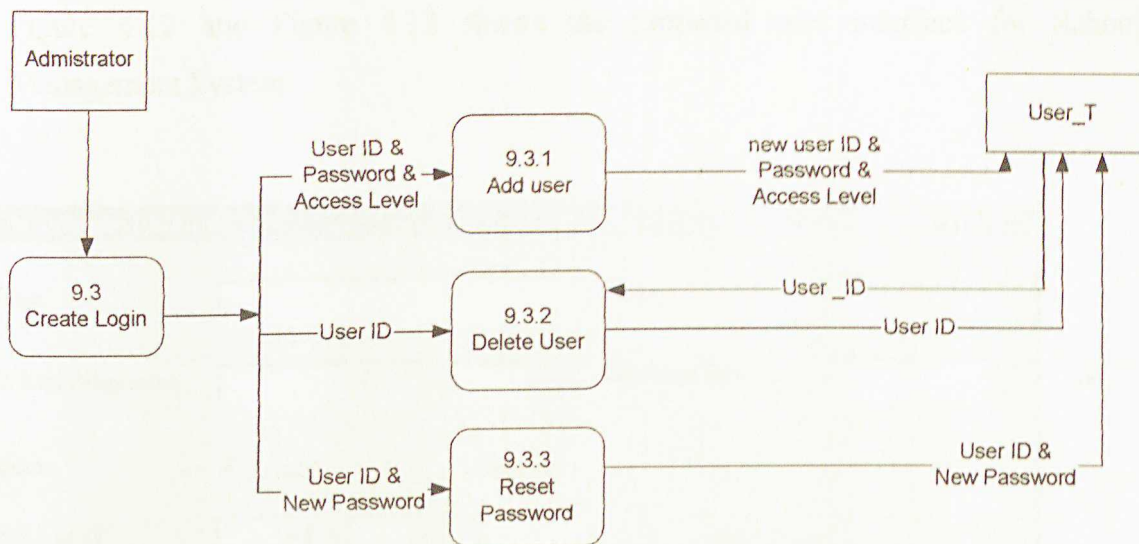 Admistrator
User_T
User ID &
Password &
Access Level
9.3.1
Add user
new user ID &
Password &
Access Level
9.3
Create Login
User ID
9.3.2
Delete User
User _ID
User ID
User ID &
New Password
9.3.3
Reset
Password
User ID &
New Password